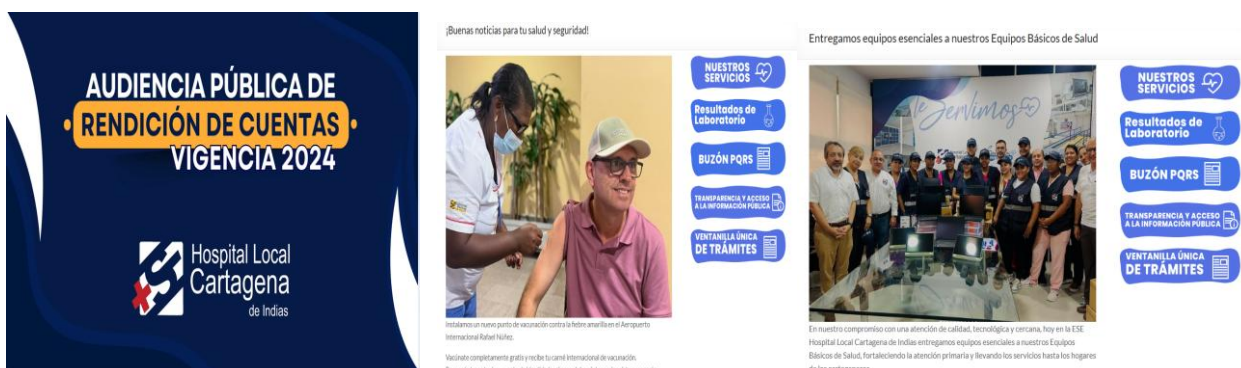 AUDIENCIA PÚBLICA DE
RENDICIÓN DE CUENTAS
VIGENCIA 2024
Hospital Local
Cartagena
de Indias
¡Buenas noticias para tu salud y seguridad!
NUESTROS
SERVICIOS
Resultados de
Laboratorio
BUZÓN PQRS
TRANSPARENCIA Y ACCESO
A LA INFORMACIÓN PÚBLICA
VENTANILLA ÚNICA
DE TRÁMITES
Instalamos un nuevo punto de vacunación contra la fiebre amarilla en el Aeropuerto
Internacional Rafael Núñez.
Vacúnate completamente gratis y recibe tu carné internacional de vacunación.
Entregamos equipos esenciales a nuestros Equipos Básicos de Salud
Te Servimos
NUESTROS
SERVICIOS
Resultados de
Laboratorio
BUZÓN PQRS
TRANSPARENCIA Y ACCESO
A LA INFORMACIÓN PÚBLICA
VENTANILLA ÚNICA
DE TRÁMITES
En nuestro compromiso con una atención de calidad, tecnológica y cercana, hoy en la ESE
Hospital Local Cartagena de Indias entregamos equipos esenciales a nuestros Equipos
Básicos de Salud, fortaleciendo la atención primaria y llevando los servicios hasta los hogares